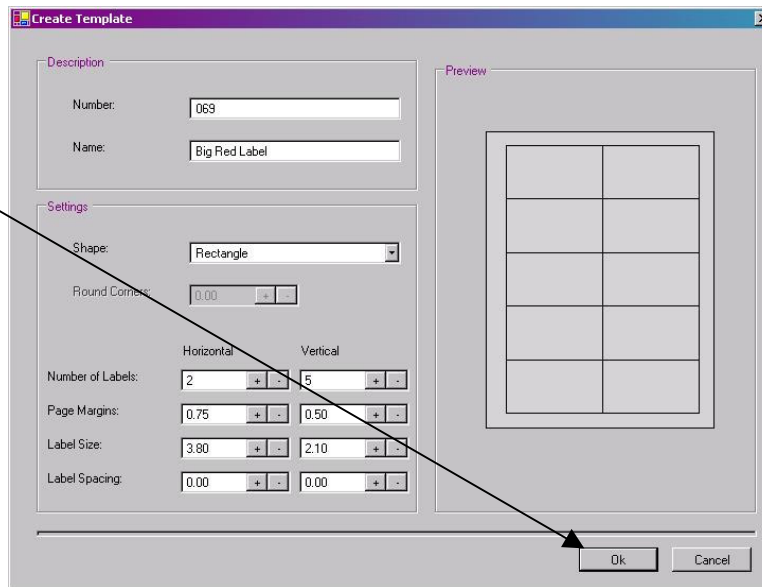 Create Template
Description
Number: 069
Name: Big Red Label
Settings
Shape: Rectangle
Round Corners: 0.00 + -
Horizontal Vertical
Number of Labels: 2 + - 5 + -
Page Margins: 0.75 + - 0.50 + -
Label Size: 3.80 + - 2.10 + -
Label Spacing: 0.00 + - 0.00 + -
Preview
Ok Cancel